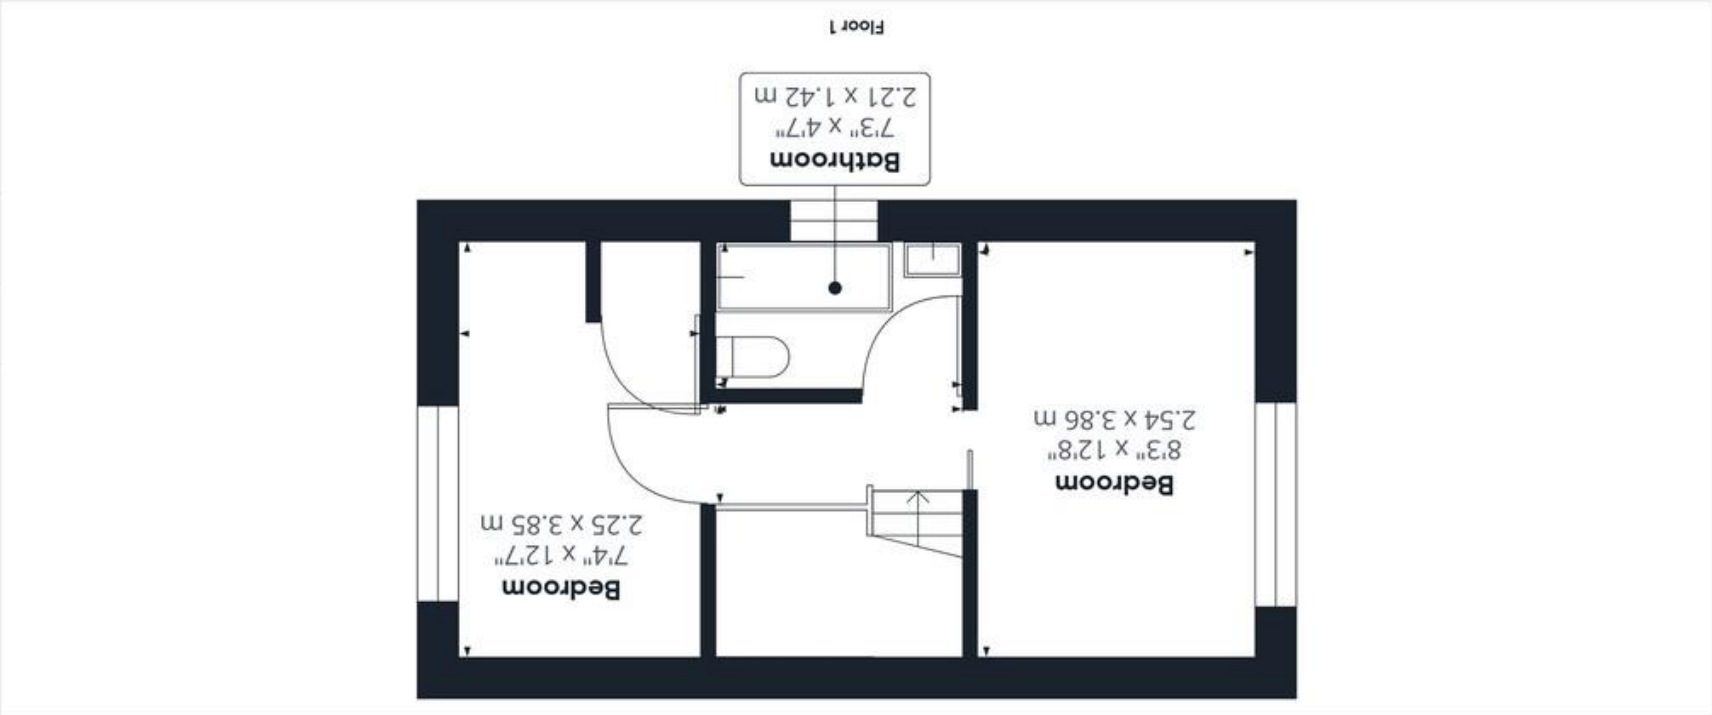 Bedroom
7'4" x 12'7"
2.25 x 3.85 m
Bedroom
8'3" x 12'8"
2.54 x 3.86 m
Bathroom
7'3" x 4'7"
2.21 x 1.42 m
Floor 1